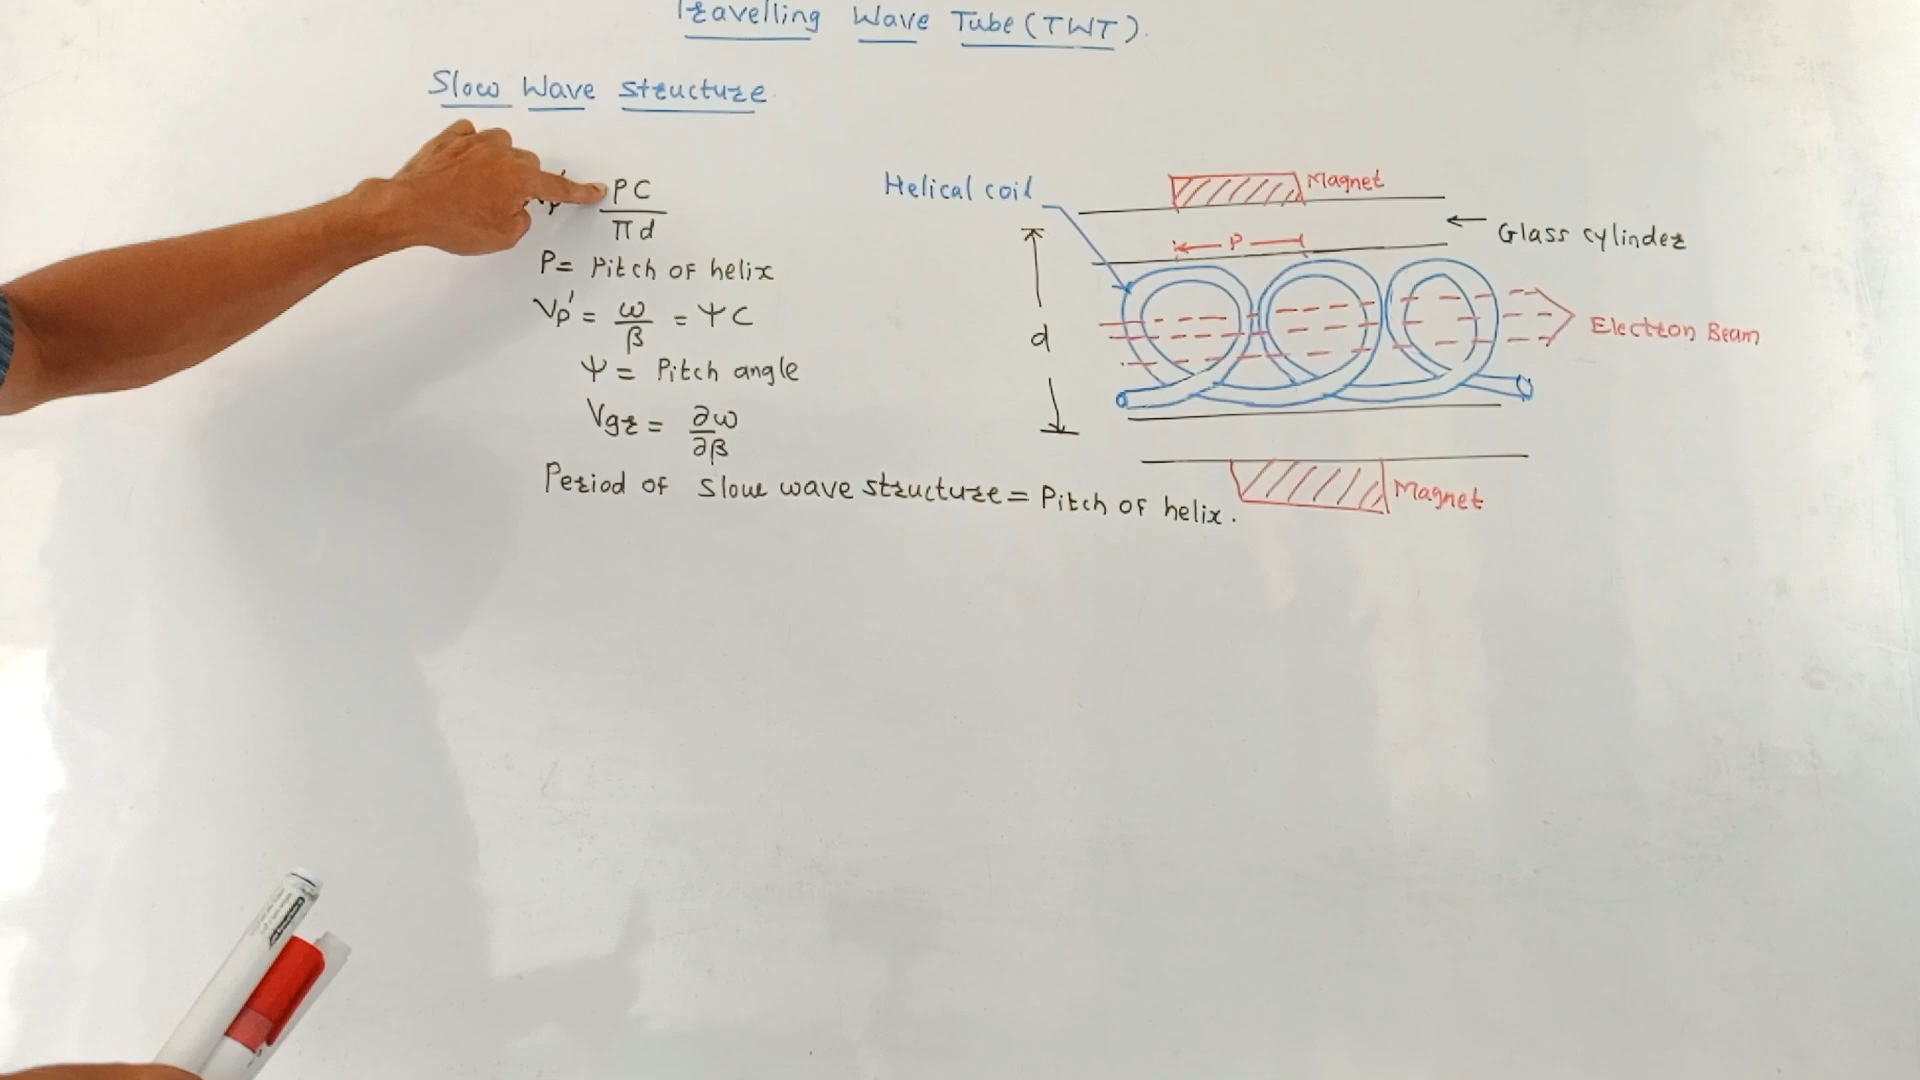 Travelling Wave Tube (TWT).
Slow Wave structure
PC
πd
P = Pitch of helix
Vp' = ω/β = ΨC
Ψ = Pitch angle
Vgr = ∂ω/∂β
Period of slow wave structure = Pitch of helix.
Helical coil
Magnet
Glass cylinder
P
d
Electron Beam
Magnet